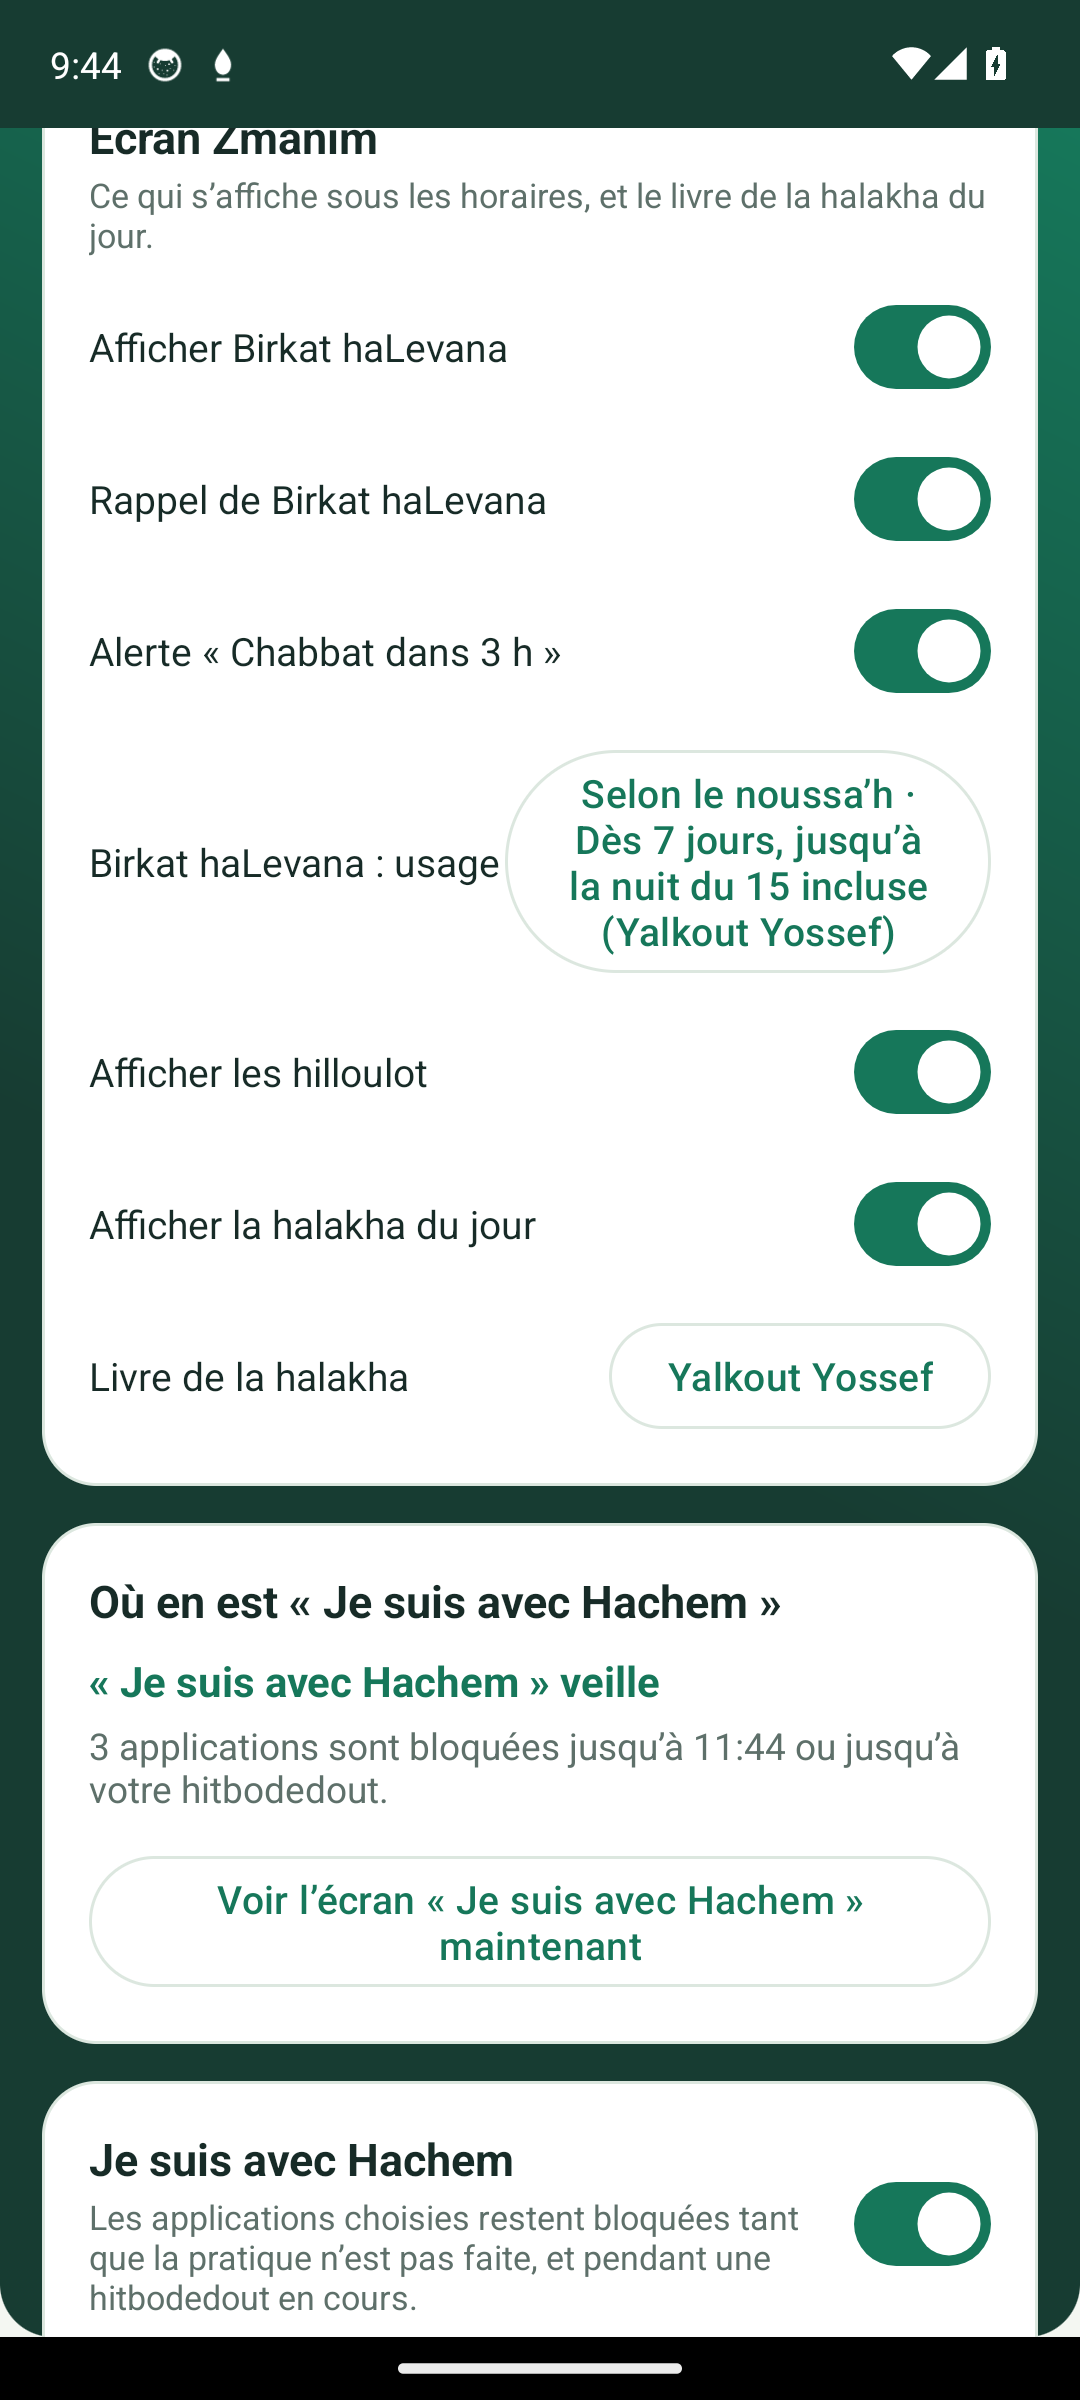 9:44
Écran Zmanim
Ce qui s’affiche sous les horaires, et le livre de la halakha du
jour.
Afficher Birkat haLevana
Rappel de Birkat haLevana
Alerte « Chabbat dans 3 h »
Birkat haLevana : usage
Selon le noussa’h ·
Dès 7 jours, jusqu’à
la nuit du 15 incluse
(Yalkout Yossef)
Afficher les hilloulot
Afficher la halakha du jour
Livre de la halakha
Yalkout Yossef
Où en est « Je suis avec Hachem »
« Je suis avec Hachem » veille
3 applications sont bloquées jusqu’à 11:44 ou jusqu’à
votre hitbodedout.
Voir l’écran « Je suis avec Hachem »
maintenant
Je suis avec Hachem
Les applications choisies restent bloquées tant
que la pratique n’est pas faite, et pendant une
hitbodedout en cours.